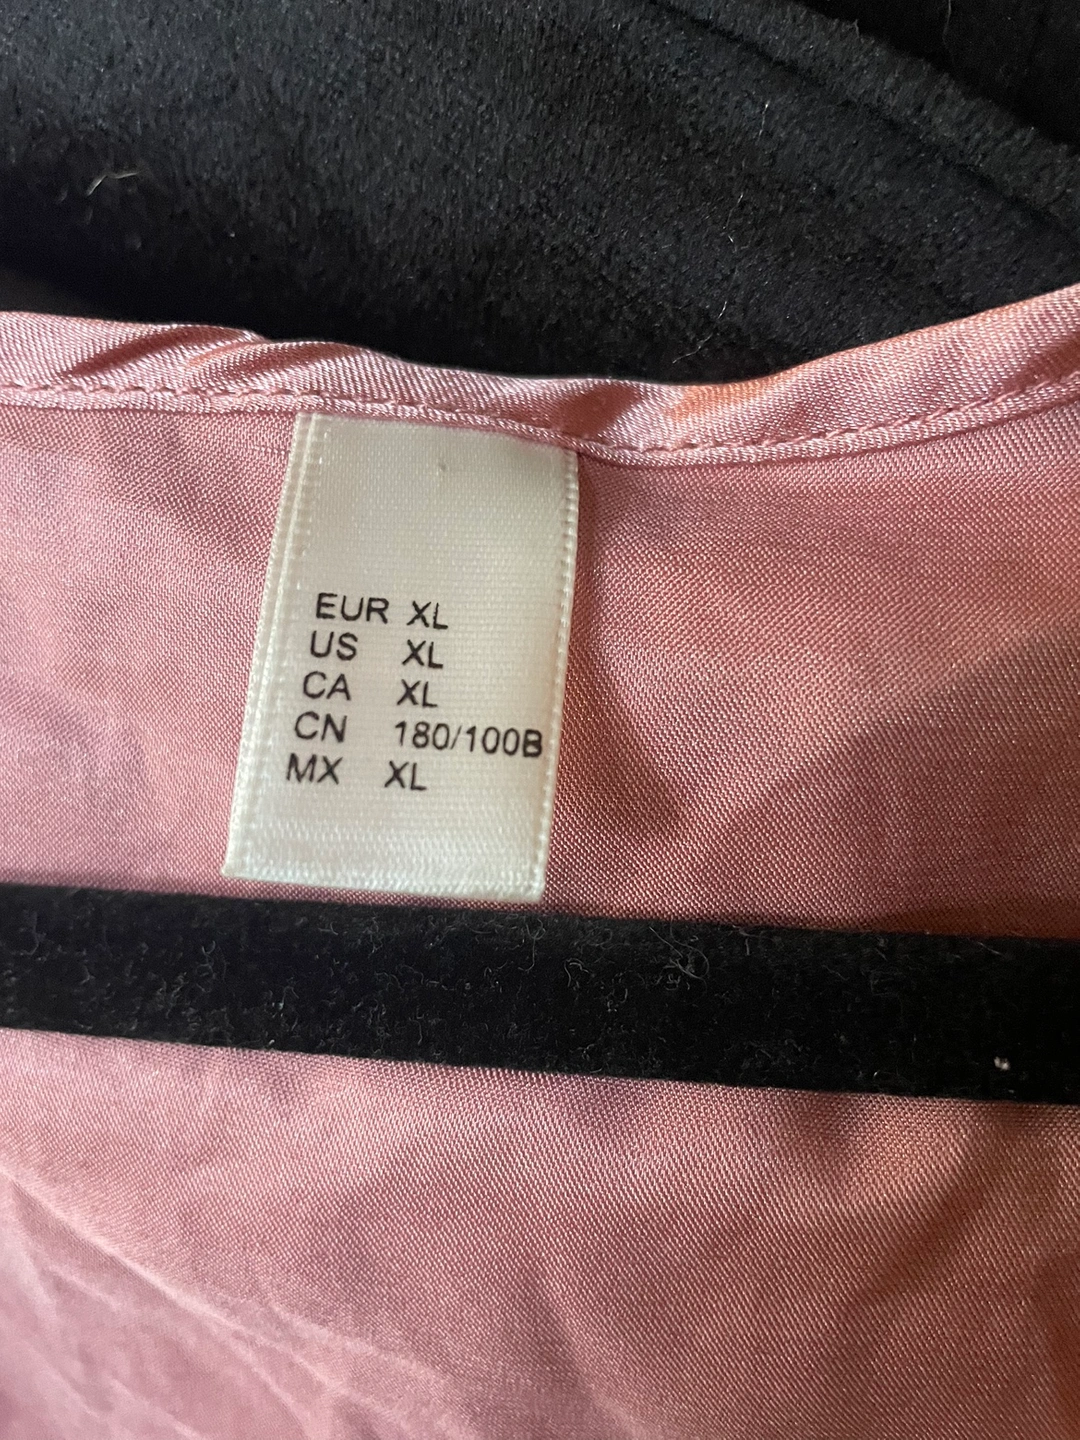 EUR XL
US XL
CA XL
CN 180/100B
MX XL